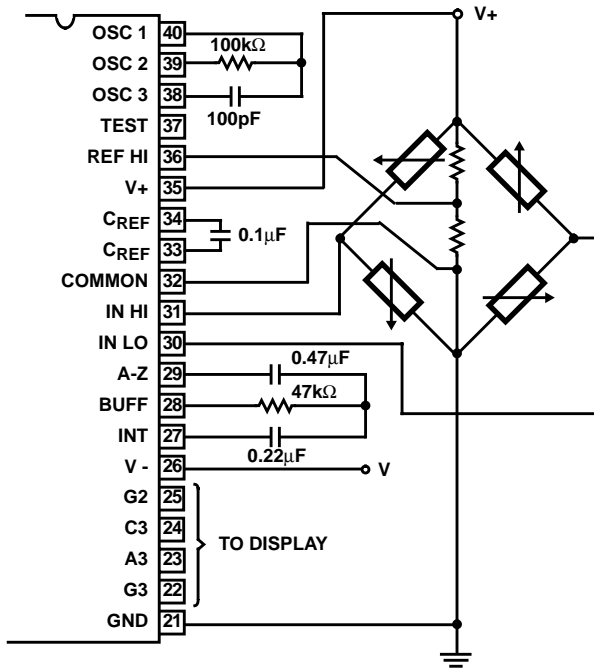 V+
OSC 1 40
100kΩ
OSC 2 39
OSC 3 38
100pF
TEST 37
REF HI 36
V+ 35
CREF 34
0.1µF
CREF 33
COMMON 32
IN HI 31
IN LO 30
0.47µF
A-Z 29
47kΩ
BUFF 28
INT 27
0.22µF
V - 26
V
G2 25
C3 24
TO DISPLAY
A3 23
G3 22
GND 21